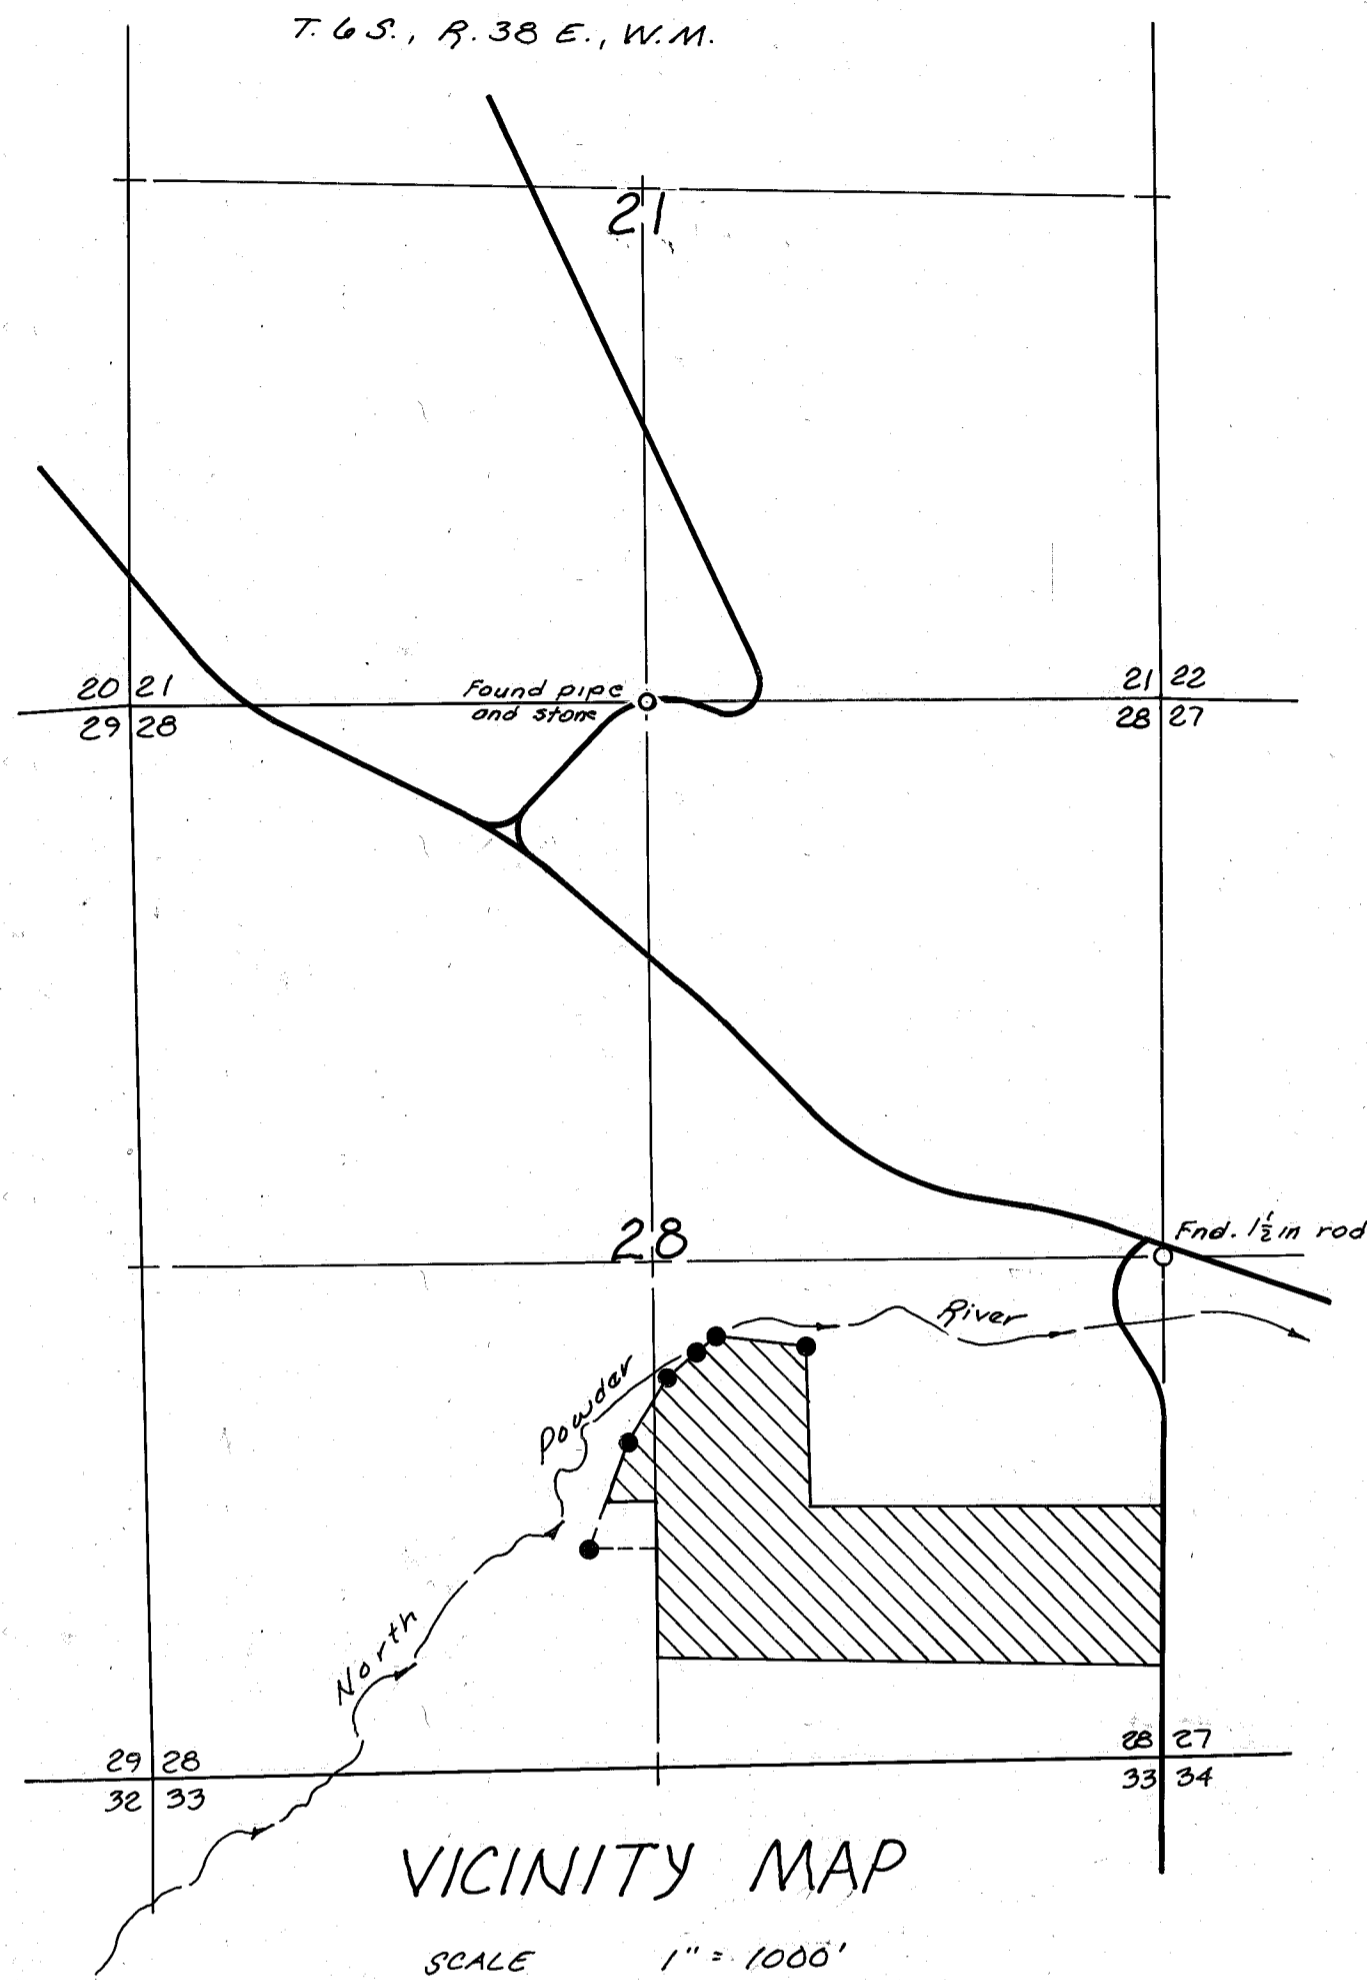 T. 6 S., R. 38 E., W.M.
21
20 21
29 28
Found pipe
and stone
21 22
28 27
28
Fnd. 1½ in rod
River
Powder
North
29 28
32 33
28 27
33 34
VICINITY MAP
SCALE 1" = 1000'